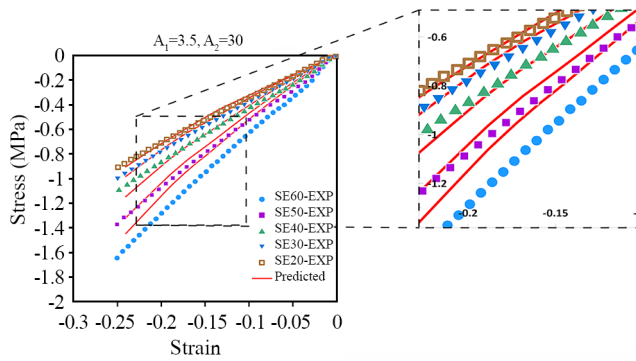 A₁=3.5, A₂=30
0
-0.2
-0.4
-0.6
-0.8
-1
-1.2
-1.4
-1.6
-1.8
-2
Stress (MPa)
-0.3 -0.25 -0.2 -0.15 -0.1 -0.05 0
Strain
SE60-EXP
SE50-EXP
SE40-EXP
SE30-EXP
SE20-EXP
Predicted
-0.6
-0.8
-1
-1.2
-0.2 -0.15